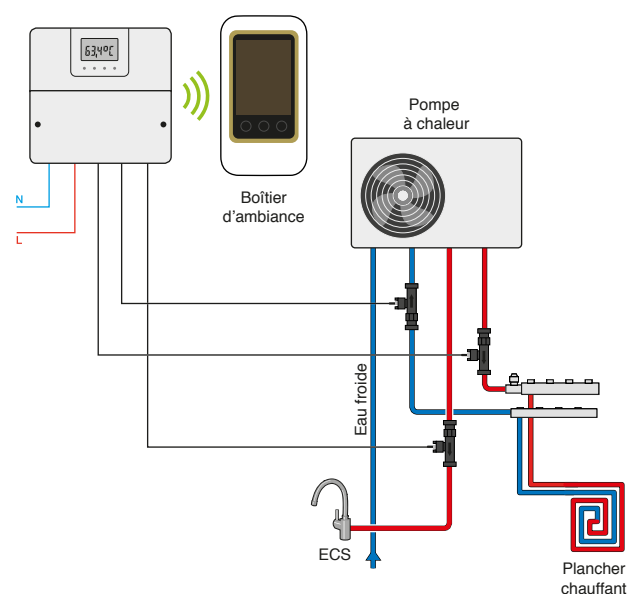 63,4°C
Boîtier
d'ambiance
Pompe
à chaleur
N
L
Eau froide
ECS
Plancher
chauffant